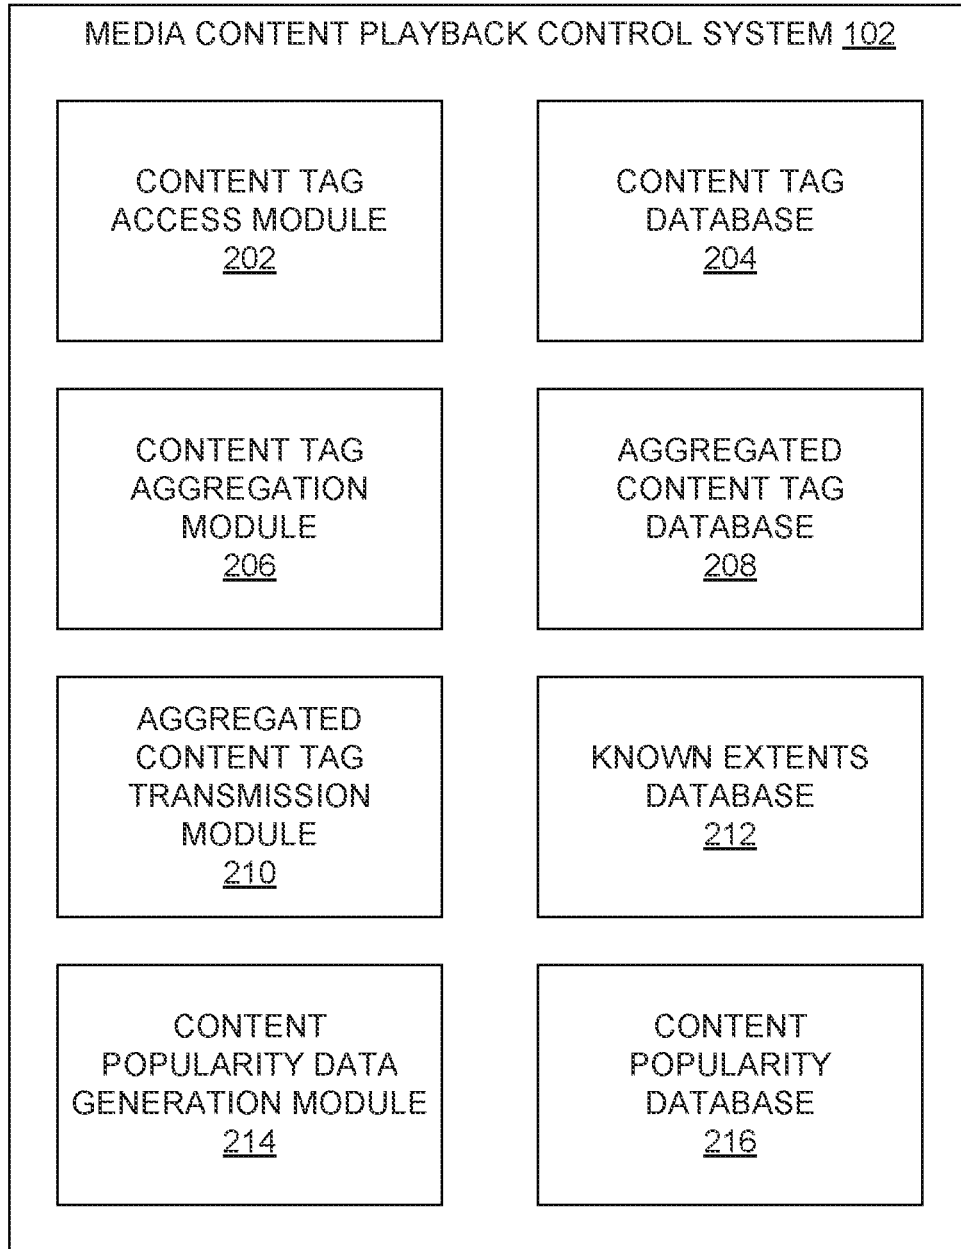 MEDIA CONTENT PLAYBACK CONTROL SYSTEM 102
CONTENT TAG
ACCESS MODULE
202
CONTENT TAG
DATABASE
204
CONTENT TAG
AGGREGATION
MODULE
206
AGGREGATED
CONTENT TAG
DATABASE
208
AGGREGATED
CONTENT TAG
TRANSMISSION
MODULE
210
KNOWN EXTENTS
DATABASE
212
CONTENT
POPULARITY DATA
GENERATION MODULE
214
CONTENT
POPULARITY
DATABASE
216